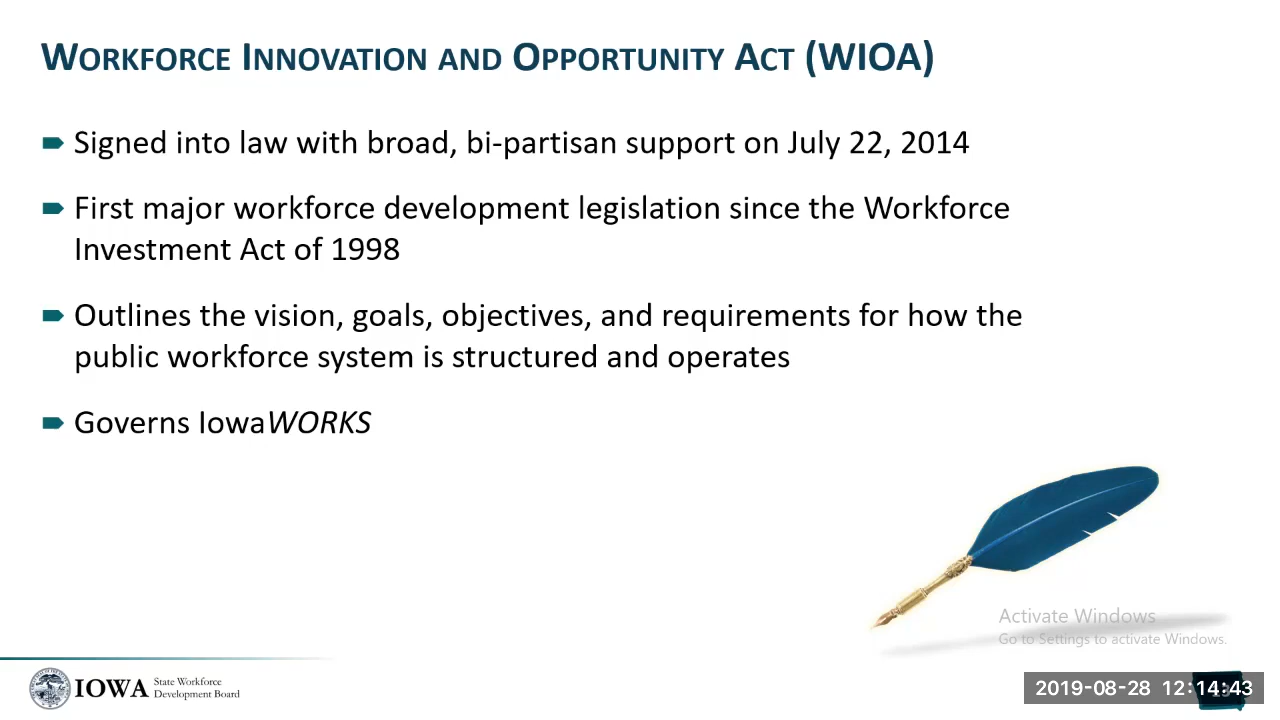 WORKFORCE INNOVATION AND OPPORTUNITY ACT (WIOA)
Signed into law with broad, bi-partisan support on July 22, 2014
First major workforce development legislation since the Workforce
Investment Act of 1998
Outlines the vision, goals, objectives, and requirements for how the
public workforce system is structured and operates
Governs IowaWORKS
Activate Windows
Go to Settings to activate Windows.
IOWA State Workforce
Development Board
2019-08-28 12:14:43